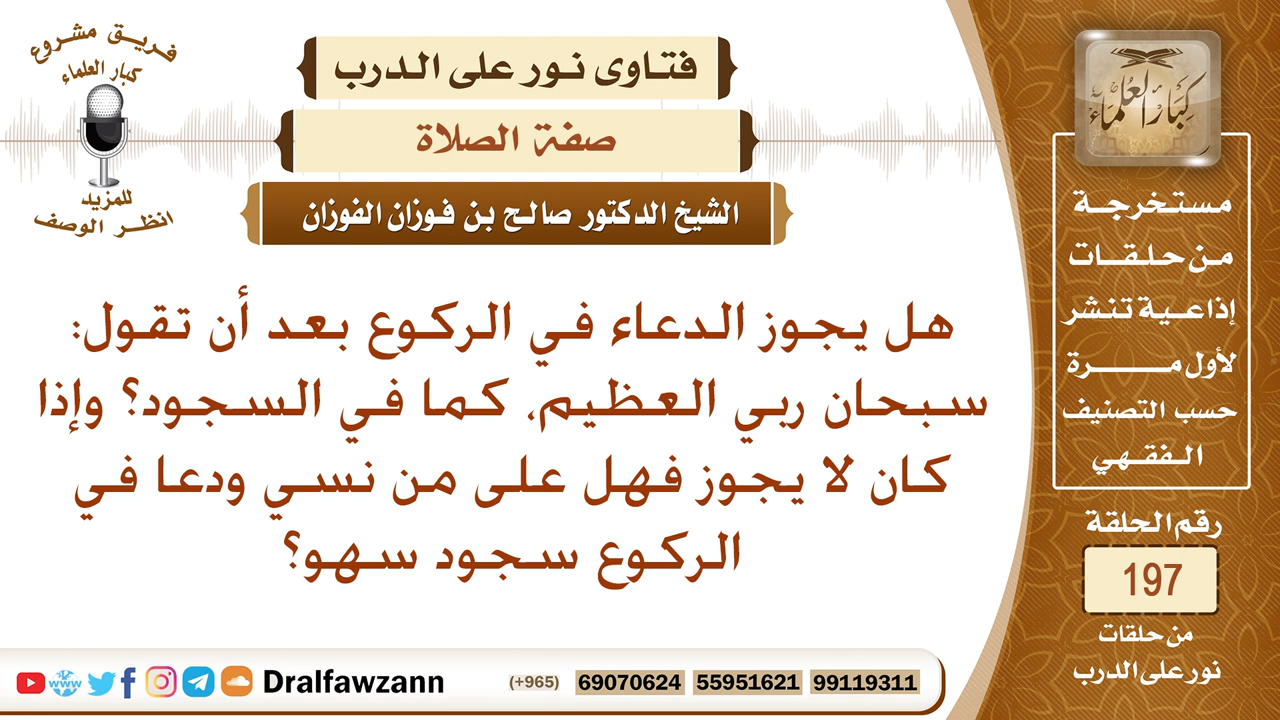 فريق مشروع
كبار العلماء
للمزيد
انظر الوصف
فتاوى نور على الدرب
صفة الصلاة
الشيخ الدكتور صالح بن فوزان الفوزان
هل يجوز الدعاء في الركوع بعد أن تقول:
سبحان ربي العظيم، كما في السجود؟ وإذا
كان لا يجوز فهل على من نسي ودعا في
الركوع سجود سهو؟
كبار العلماء
مستخرجة
من حلقات
إذاعية تنشر
لأول مرة
حسب التصنيف
الفقهي
رقم الحلقة
197
من حلقات
نور على الدرب
www Dralfawzann (+965) 69070624 55951621 99119311